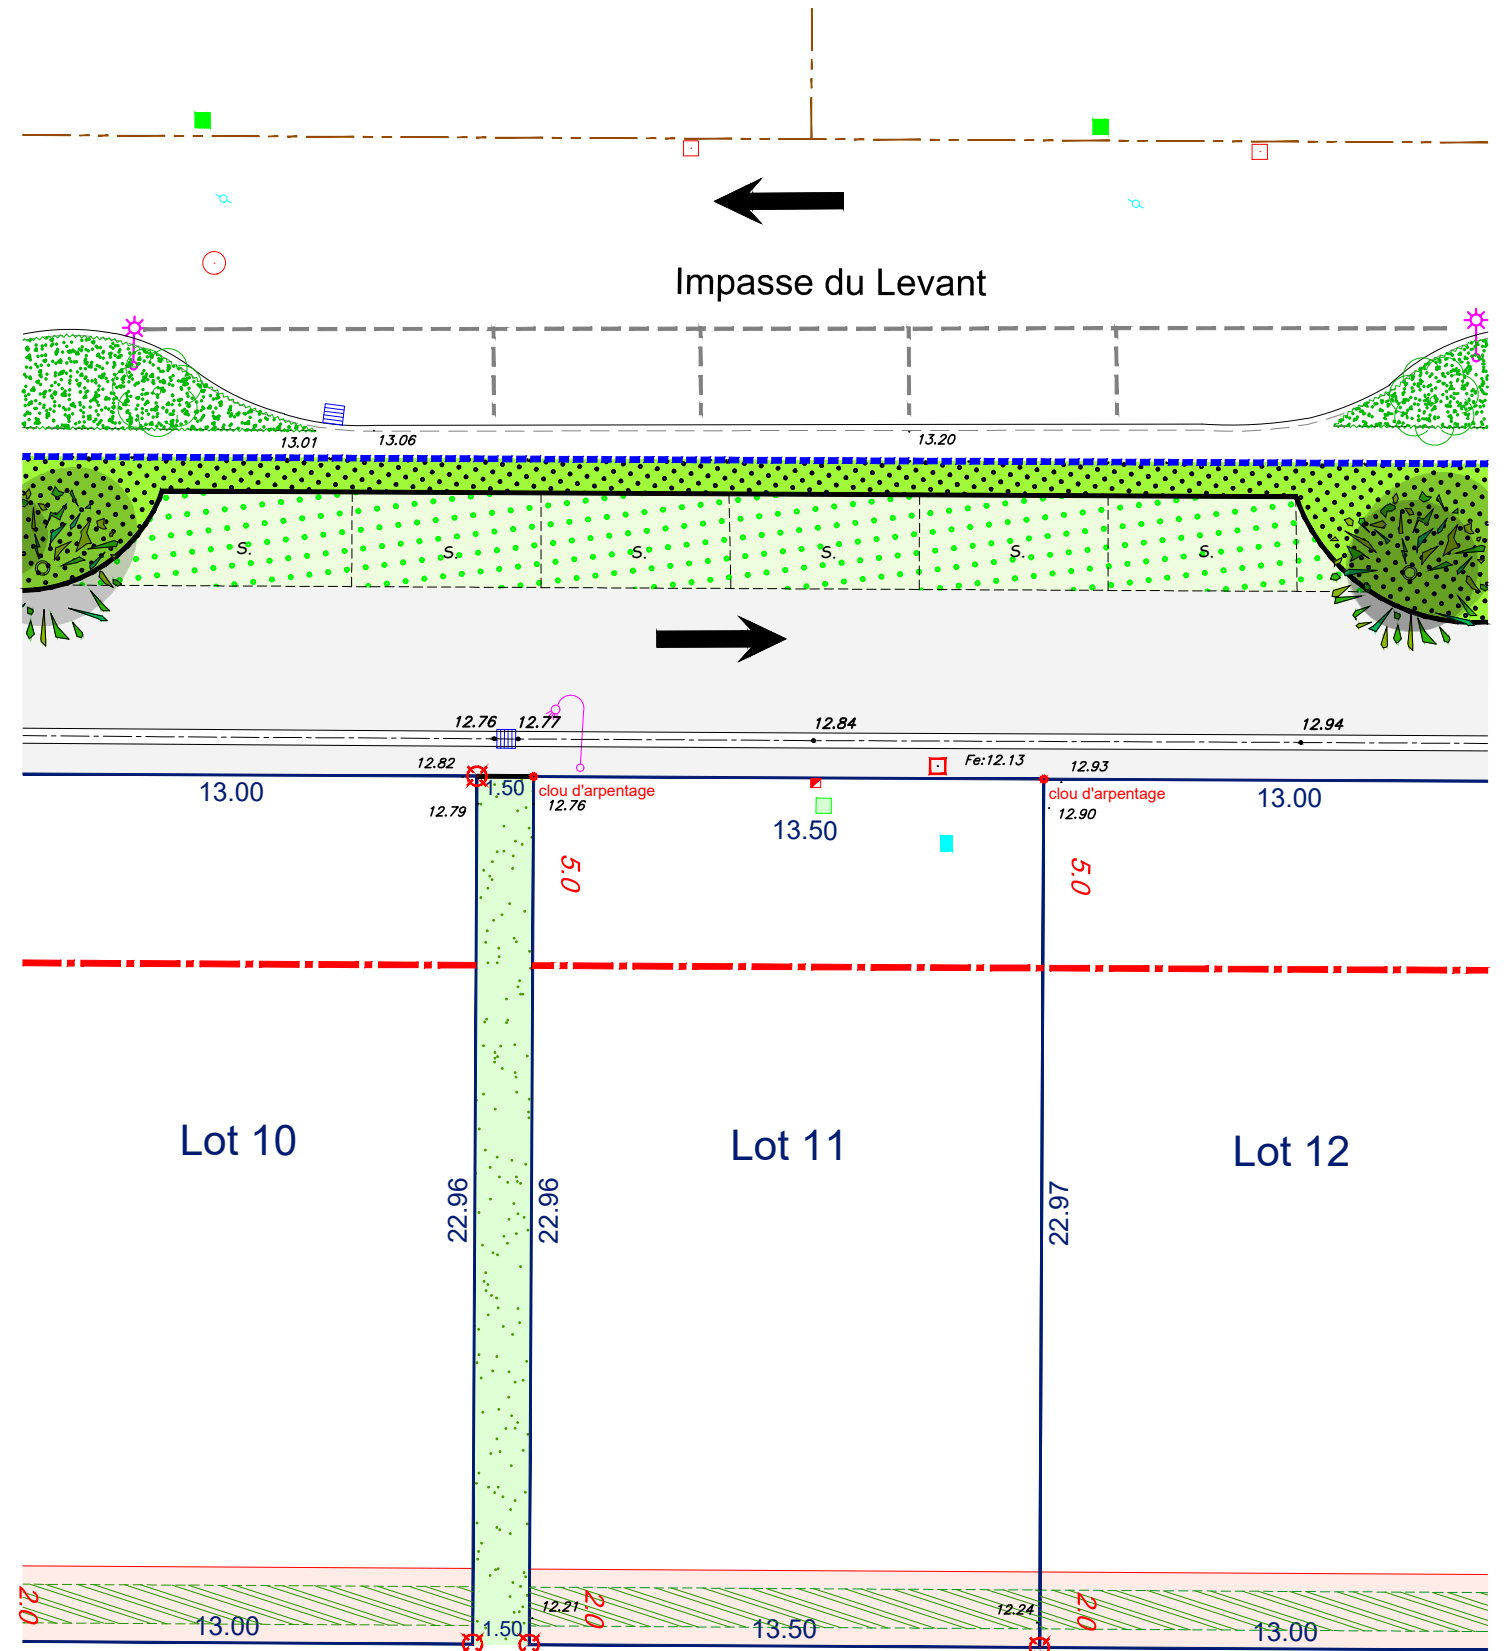 Impasse du Levant
13.01
13.06
13.20
S.
S.
S.
S.
S.
S.
12.76
12.77
12.84
12.94
12.82
Fe:12.13
12.93
13.00
1.50
clou d'arpentage
clou d'arpentage
13.00
12.79
12.76
13.50
12.90
5.0
5.0
Lot 10
Lot 11
Lot 12
22.96
22.96
22.97
2.0
13.00
1.50
12.21
2.0
13.50
12.24
2.0
13.00